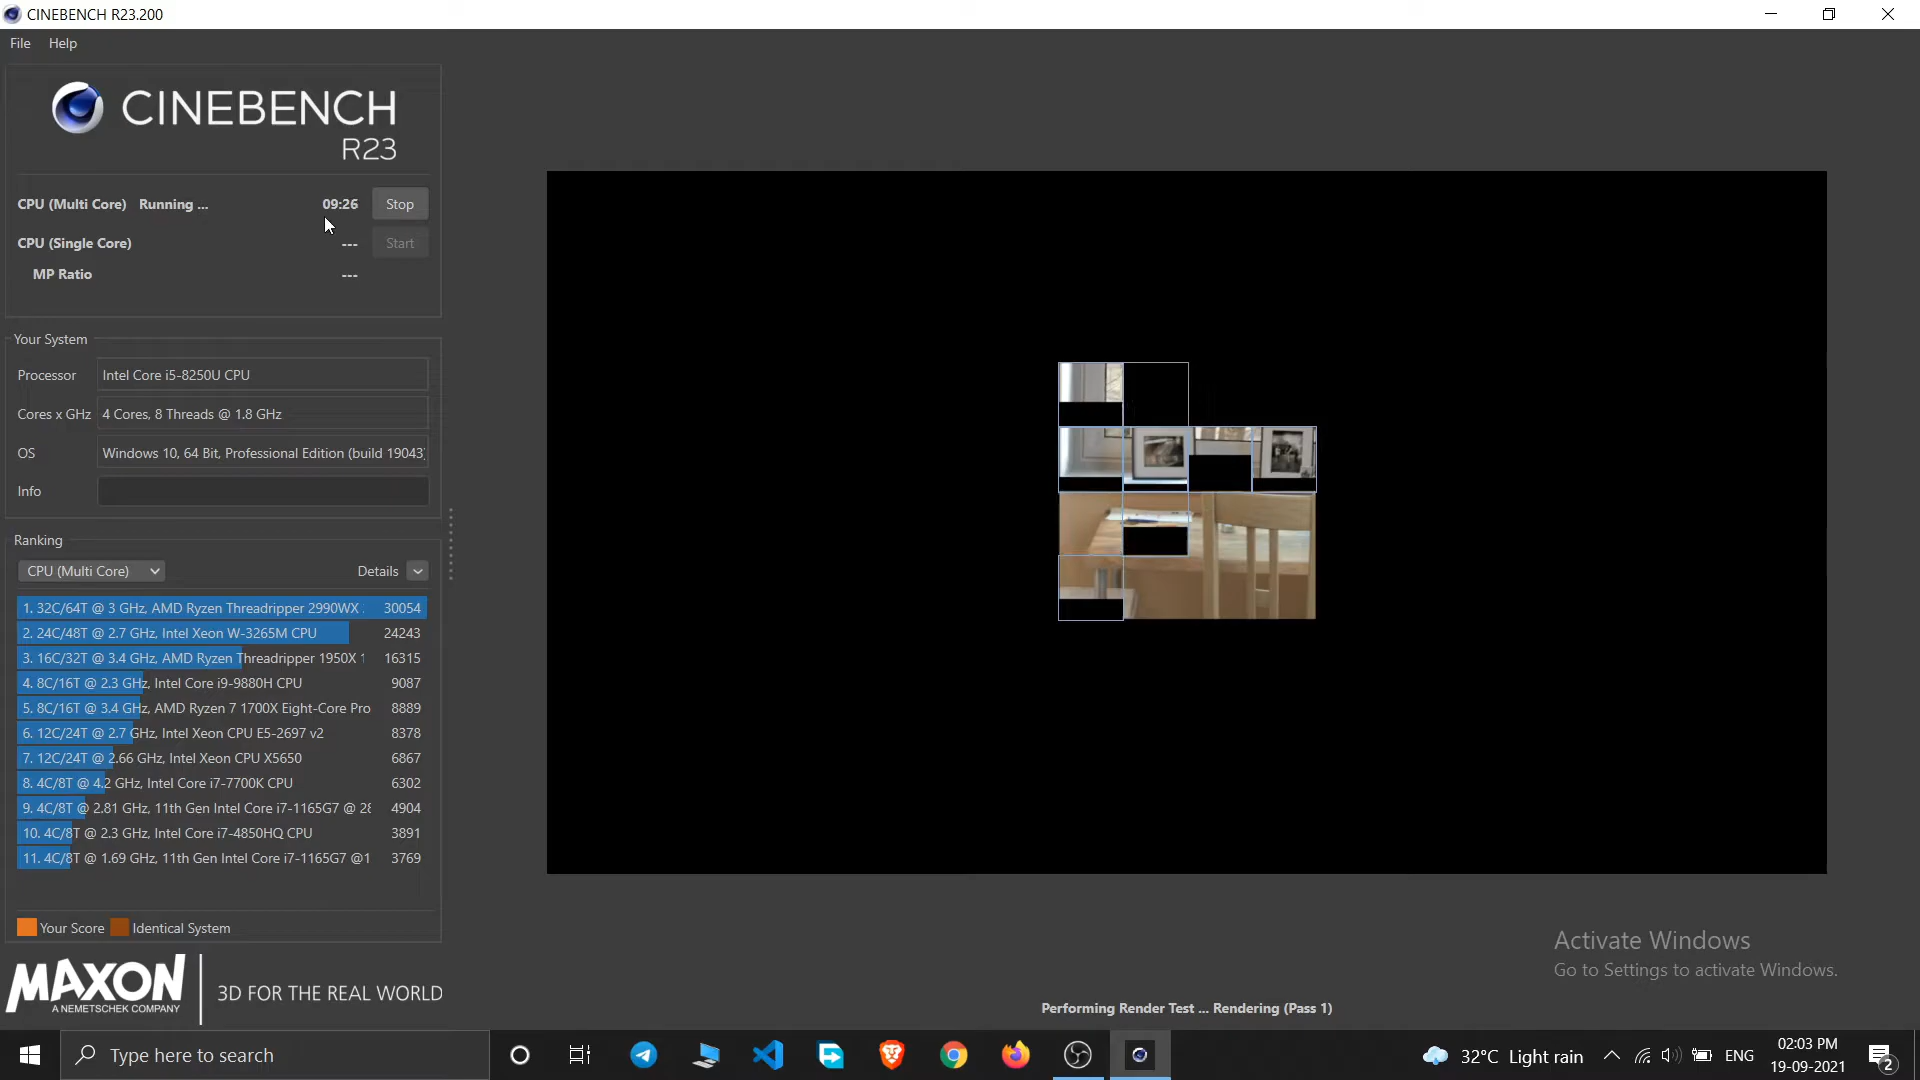 CINEBENCH R23.200
File Help
CINEBENCH
R23
CPU (Multi Core) Running ... 09:26 Stop
CPU (Single Core) --- Start
MP Ratio ---
Your System
Processor Intel Core i5-8250U CPU
Cores x GHz 4 Cores, 8 Threads @ 1.8 GHz
OS Windows 10, 64 Bit, Professional Edition (build 19043)
Info
Ranking
CPU (Multi Core) Details
1. 32C/64T @ 3 GHz, AMD Ryzen Threadripper 2990WX 30054
2. 24C/48T @ 2.7 GHz, Intel Xeon W-3265M CPU 24243
3. 16C/32T @ 3.4 GHz, AMD Ryzen Threadripper 1950X 1 16315
4. 8C/16T @ 2.3 GHz, Intel Core i9-9880H CPU 9087
5. 8C/16T @ 3.4 GHz, AMD Ryzen 7 1700X Eight-Core Pro 8889
6. 12C/24T @ 2.7 GHz, Intel Xeon CPU E5-2697 v2 8378
7. 12C/24T @ 2.66 GHz, Intel Xeon CPU X5650 6867
8. 4C/8T @ 4.2 GHz, Intel Core i7-7700K CPU 6302
9. 4C/8T @ 2.81 GHz, 11th Gen Intel Core i7-1165G7 @ 28 4904
10. 4C/8T @ 2.3 GHz, Intel Core i7-4850HQ CPU 3891
11. 4C/8T @ 1.69 GHz, 11th Gen Intel Core i7-1165G7 @1 3769
Your Score Identical System
MAXON
A NEMETSCHEK COMPANY
3D FOR THE REAL WORLD
Activate Windows
Go to Settings to activate Windows.
Performing Render Test ... Rendering (Pass 1)
Type here to search
32°C Light rain
ENG
02:03 PM
19-09-2021
2